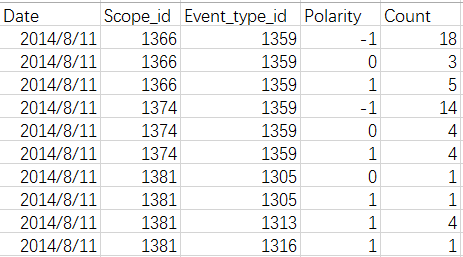 Date Scope_id Event_type_id Polarity Count
2014/8/11 1366 1359 -1 18
2014/8/11 1366 1359 0 3
2014/8/11 1366 1359 1 5
2014/8/11 1374 1359 -1 14
2014/8/11 1374 1359 0 4
2014/8/11 1374 1359 1 4
2014/8/11 1381 1305 0 1
2014/8/11 1381 1305 1 1
2014/8/11 1381 1313 1 4
2014/8/11 1381 1316 1 1